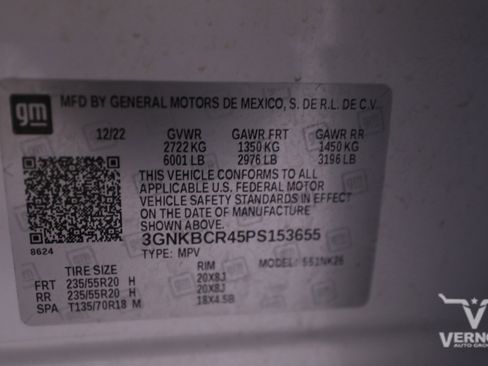 gm MFD BY GENERAL MOTORS DE MEXICO, S. DE R.L. DE C.V.
12/22 GVWR GAWR FRT GAWR RR
2722 KG 1350 KG 1450 KG
6001 LB 2976 LB 3196 LB
THIS VEHICLE CONFORMS TO ALL
APPLICABLE U.S. FEDERAL MOTOR
VEHICLE SAFETY STANDARDS IN EFFECT
ON THE DATE OF MANUFACTURE
SHOWN ABOVE.
8624 3GNKBCR45PS153655
TYPE: MPV MODEL: 551NK26
TIRE SIZE RIM
FRT 235/55R20 H 20X8J
RR 235/55R20 H 20X8J
SPA T135/70R18 M 18X4.5B
AUTO GROUP